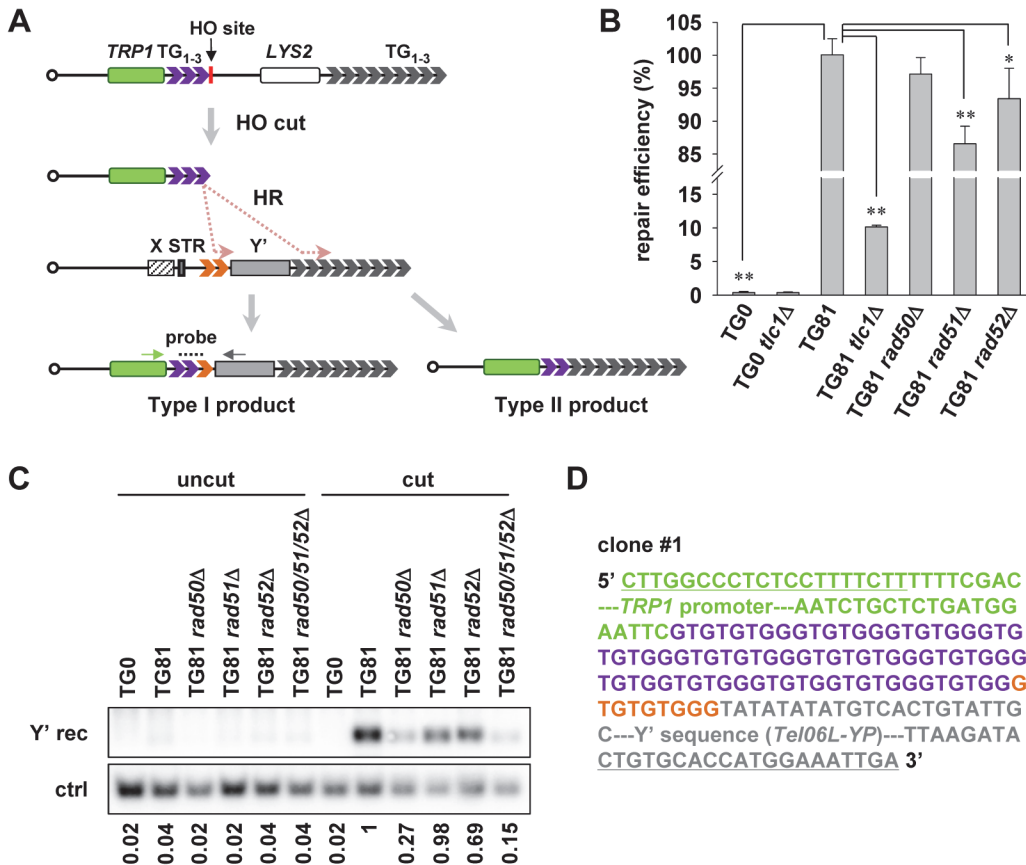 A
HO site
TRP1 TG1-3
LYS2
TG1-3
HO cut
HR
X STR
Y’
probe
Type I product
Type II product
B
repair efficiency (%)
105
100
95
90
85
10
5
0
**
**
**
*
TG0
TG0 tlc1Δ
TG81
TG81 tlc1Δ
TG81 rad50Δ
TG81 rad51Δ
TG81 rad52Δ
C
uncut
cut
TG0
TG81
TG81 rad50Δ
TG81 rad51Δ
TG81 rad52Δ
TG81 rad50/51/52Δ
TG0
TG81
TG81 rad50Δ
TG81 rad51Δ
TG81 rad52Δ
TG81 rad50/51/52Δ
Y’ rec
ctrl
0.02
0.04
0.02
0.02
0.04
0.04
0.02
1
0.27
0.98
0.69
0.15
D
clone #1
5’ CTTGGCCCTCTCCTTTTCTTTTTTCGAC
---TRP1 promoter---AATCTGCTCTGATGG
AATTCGTGTGTGGGTGTGGGTGTGGGTG
TGTGGGTGTGTGGGTGTGGGTGTGGG
TGTGGTGTGGGTGTGGTGTGGGTGTGGG
TGTGTGGGTATATATATGTCACTGTATTG
C---Y’ sequence (Tel06L-YP)---TTAAGATA
CTGTGCACCATGGAAATTGA 3’